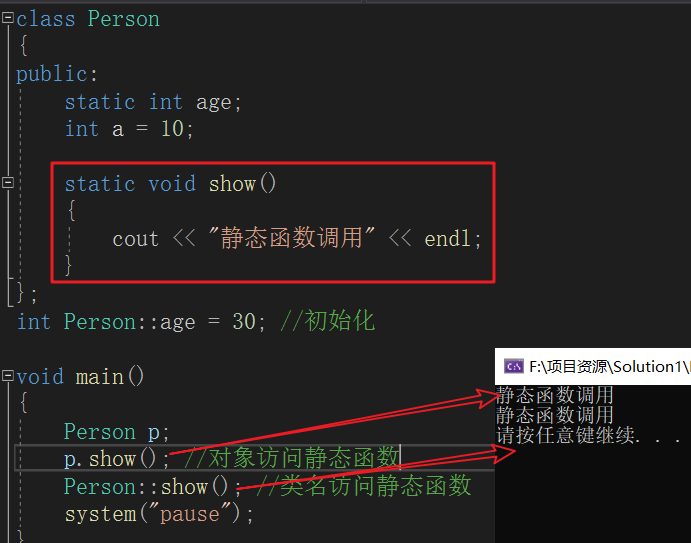 class Person
{
public:
    static int age;
    int a = 10;
    static void show()
    {
        cout << "静态函数调用" << endl;
    }
};
int Person::age = 30; //初始化
void main()
{
    Person p;
    p.show(); //对象访问静态函数
    Person::show(); //类名访问静态函数
    system("pause");
}
F:\项目资源\Solution1\
静态函数调用
静态函数调用
请按任意键继续. . .